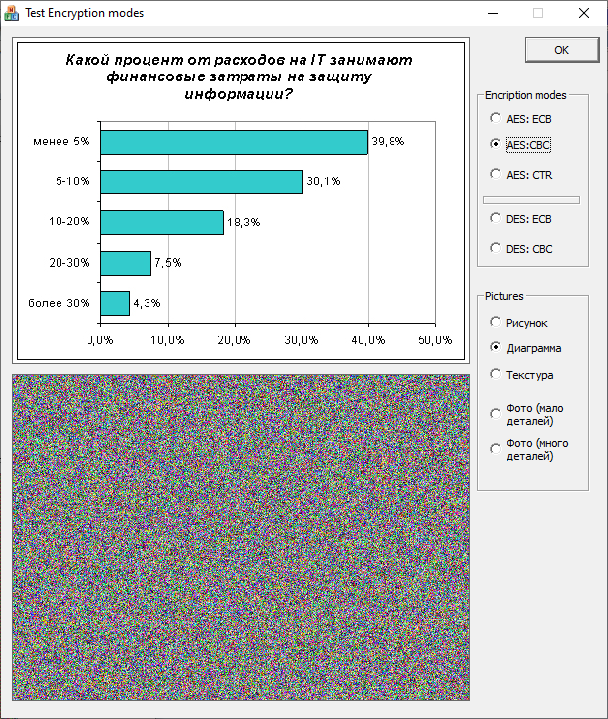 Test Encryption modes
Какой процент от расходов на IT занимают
финансовые затраты на защиту
информации?
менее 5%
39,8%
5-10%
30,1%
10-20%
18,3%
20-30%
7,5%
более 30%
4,3%
0,0%
10,0%
20,0%
30,0%
40,0%
50,0%
OK
Encription modes
AES: ECB
AES:CBC
AES: CTR
DES: ECB
DES: CBC
Pictures
Рисунок
Диаграмма
Текстура
Фото (мало
деталей)
Фото (много
деталей)